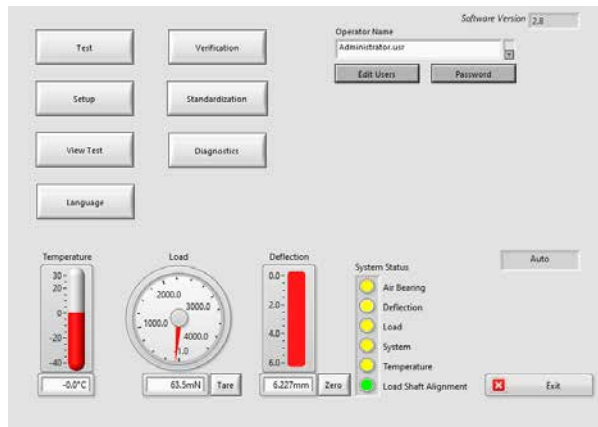 Software Version 2.8
Operator Name
Administrator.usr
Edit Users Password
Test Verification
Setup Standardization
View Test Diagnostics
Language
Temperature Load Deflection
System Status
Auto
30
20
0
-20
-40
2000.0
3000.0
1000.0
4000.0
0.0
2.0
4.0
6.0
Air Bearing
Deflection
Load
System
Temperature
Load Shaft Alignment
-0.0°C 63.5mN Tare 6.227mm Zero
Exit